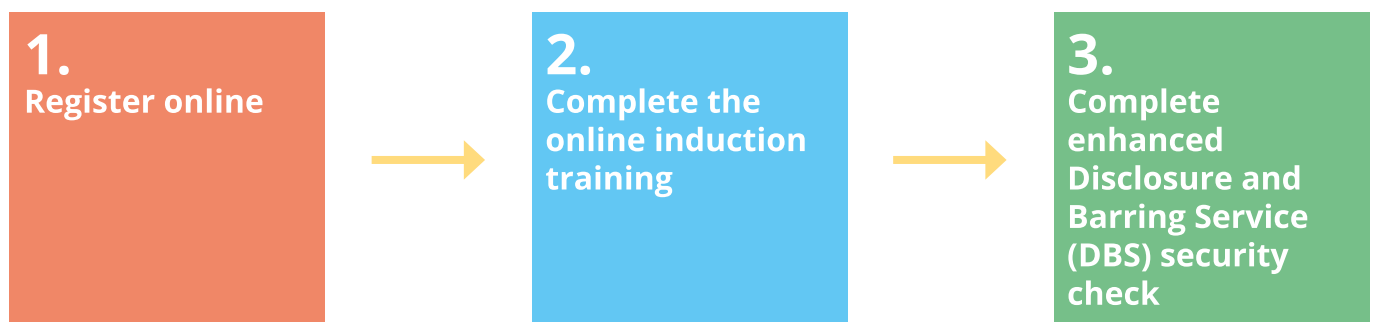 1.
Register online
2.
Complete the
online induction
training
3.
Complete
enhanced
Disclosure and
Barring Service
(DBS) security
check